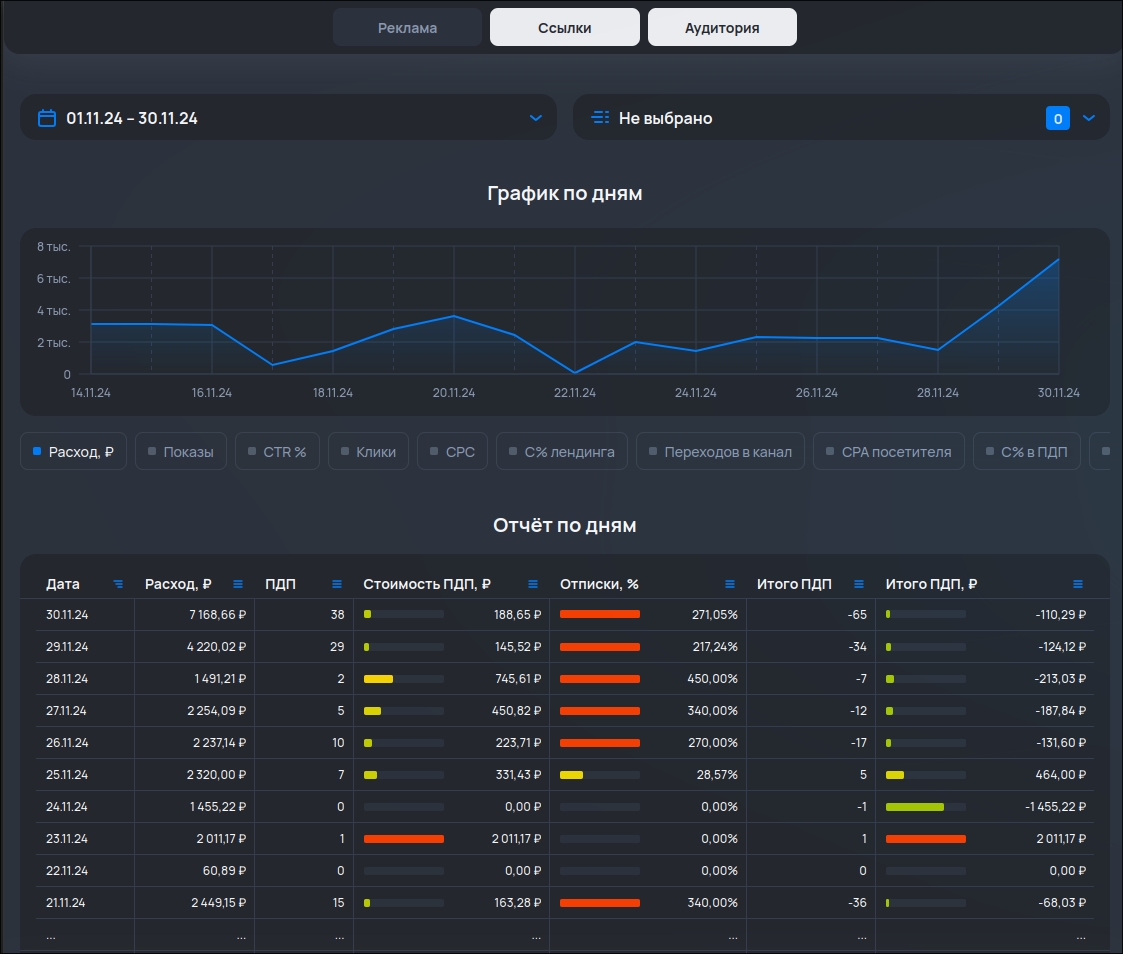 Реклама Ссылки Аудитория
01.11.24 – 30.11.24 Не выбрано 0
График по дням
8 тыс.
6 тыс.
4 тыс.
2 тыс.
0
14.11.24 16.11.24 18.11.24 20.11.24 22.11.24 24.11.24 26.11.24 28.11.24 30.11.24
Расход, ₽ Показы CTR % Клики CPC C% лендинга Переходов в канал CPA посетителя C% в ПДП
Отчёт по дням
Дата Расход, ₽ ПДП Стоимость ПДП, ₽ Отписки, % Итого ПДП Итого ПДП, ₽
30.11.24 7 168,66 ₽ 38 188,65 ₽ 271,05% -65 -110,29 ₽
29.11.24 4 220,02 ₽ 29 145,52 ₽ 217,24% -34 -124,12 ₽
28.11.24 1 491,21 ₽ 2 745,61 ₽ 450,00% -7 -213,03 ₽
27.11.24 2 254,09 ₽ 5 450,82 ₽ 340,00% -12 -187,84 ₽
26.11.24 2 237,14 ₽ 10 223,71 ₽ 270,00% -17 -131,60 ₽
25.11.24 2 320,00 ₽ 7 331,43 ₽ 28,57% 5 464,00 ₽
24.11.24 1 455,22 ₽ 0 0,00 ₽ 0,00% -1 -1 455,22 ₽
23.11.24 2 011,17 ₽ 1 2 011,17 ₽ 0,00% 1 2 011,17 ₽
22.11.24 60,89 ₽ 0 0,00 ₽ 0,00% 0 0,00 ₽
21.11.24 2 449,15 ₽ 15 163,28 ₽ 340,00% -36 -68,03 ₽
... ... ... ... ... ... ...